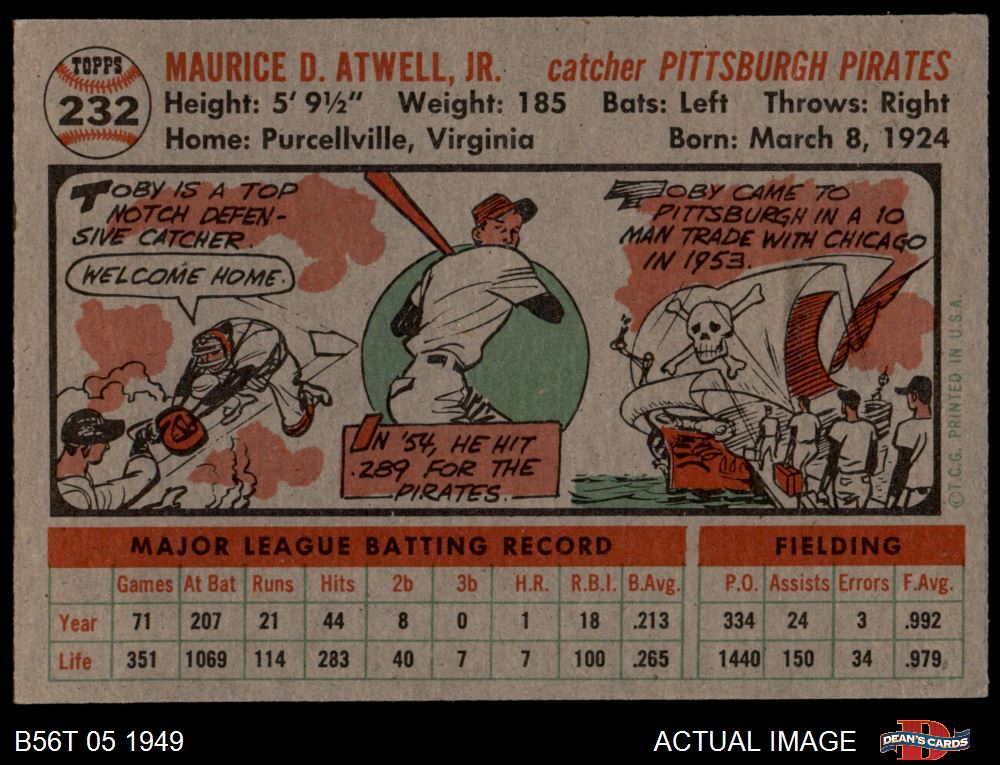 TOPPS
232
MAURICE D. ATWELL, JR. catcher PITTSBURGH PIRATES
Height: 5' 9½" Weight: 185 Bats: Left Throws: Right
Home: Purcellville, Virginia Born: March 8, 1924
TOBY IS A TOP
NOTCH DEFEN-
SIVE CATCHER
WELCOME HOME.
IN '54, HE HIT
.289 FOR THE
PIRATES.
TOBY CAME TO
PITTSBURGH IN A 10
MAN TRADE WITH CHICAGO
IN 1953.
©T.C.G. PRINTED IN U.S.A.
MAJOR LEAGUE BATTING RECORD FIELDING
Games At Bat Runs Hits 2b 3b H.R. R.B.I. B.Avg. P.O. Assists Errors F.Avg.
Year 71 207 21 44 8 0 1 18 .213 334 24 3 .992
Life 351 1069 114 283 40 7 7 100 .265 1440 150 34 .979
B56T 05 1949 ACTUAL IMAGE
DEAN'S CARDS